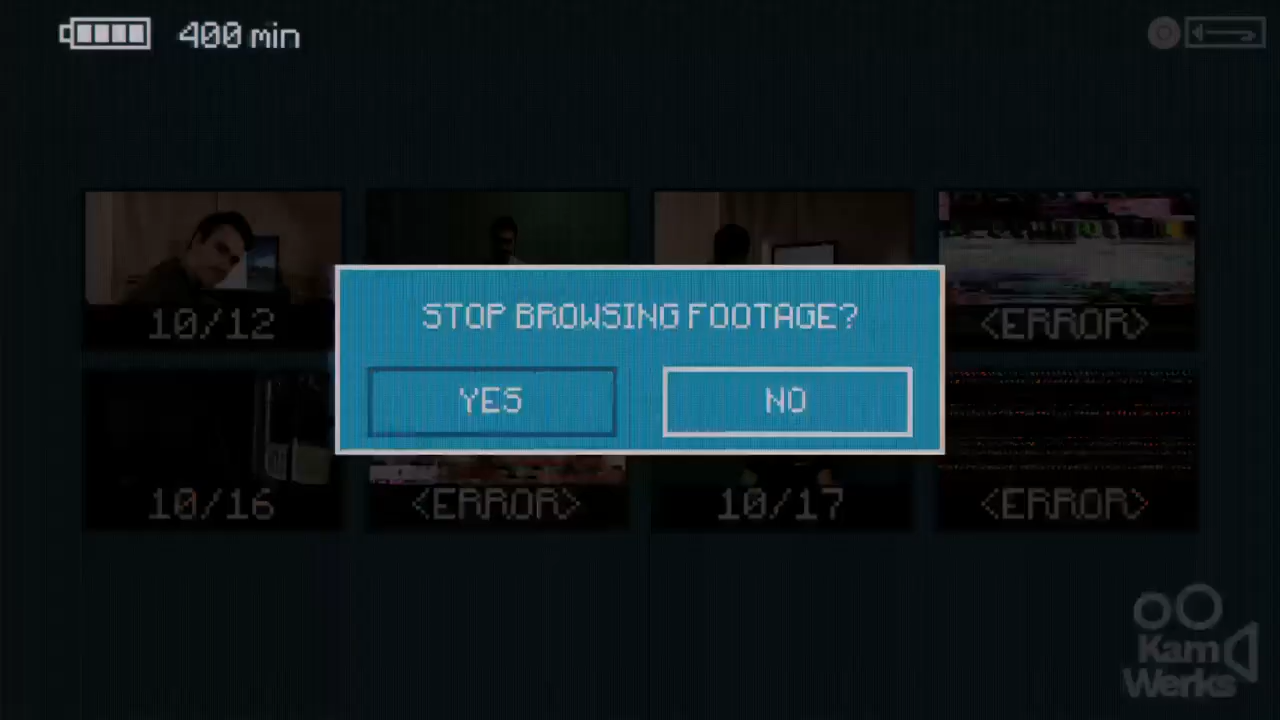 400 min
10/12
<ERROR>
STOP BROWSING FOOTAGE?
YES
NO
10/16
<ERROR>
10/17
<ERROR>
Kam
Werks